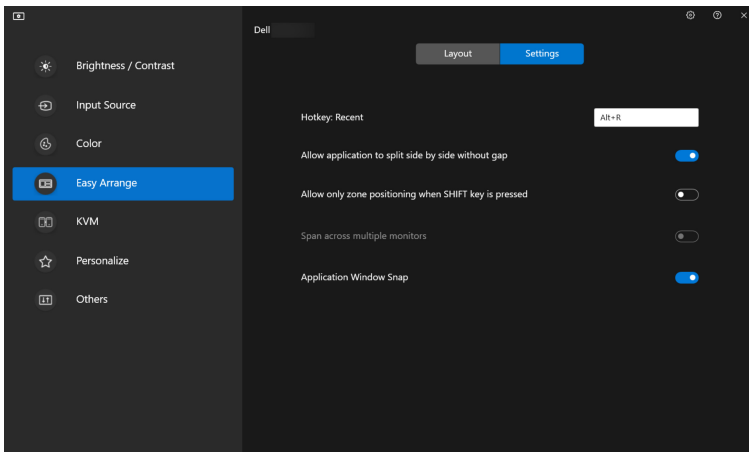 Dell
Layout
Settings
Brightness / Contrast
Input Source
Color
Easy Arrange
KVM
Personalize
Others
Hotkey: Recent
Alt+R
Allow application to split side by side without gap
Allow only zone positioning when SHIFT key is pressed
Span across multiple monitors
Application Window Snap